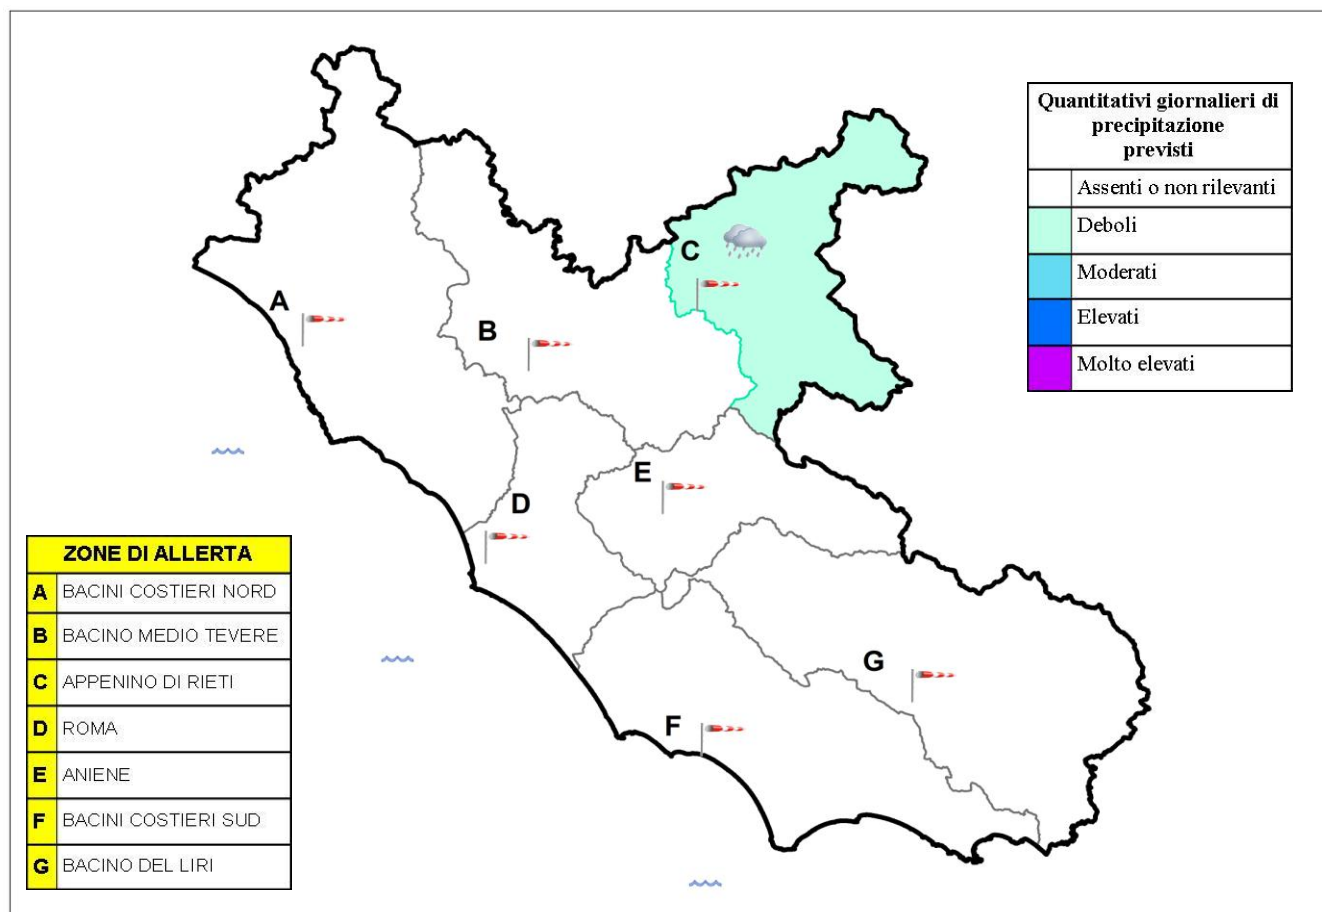 Quantitativi giornalieri di
precipitazione
previsti
Assenti o non rilevanti
Deboli
Moderati
Elevati
Molto elevati
C
A
B
E
D
G
F
ZONE DI ALLERTA
A BACINI COSTIERI NORD
B BACINO MEDIO TEVERE
C APPENINO DI RIETI
D ROMA
E ANIENE
F BACINI COSTIERI SUD
G BACINO DEL LIRI